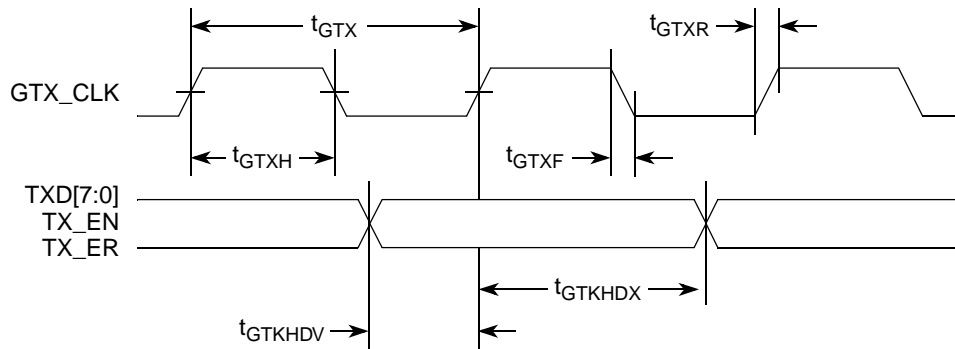 tGTX
tGTXR
GTX_CLK
tGTXH
tGTXF
TXD[7:0]
TX_EN
TX_ER
tGTKHDX
tGTKHDV